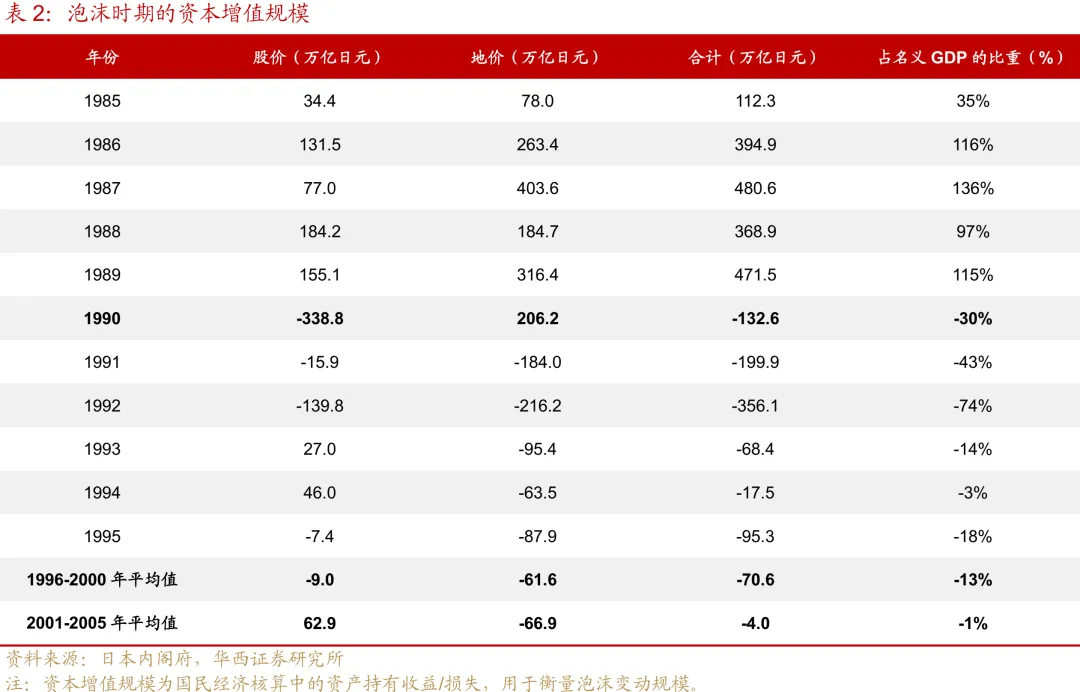 表 2：泡沫时期的资本增值规模
年份 股价（万亿日元） 地价（万亿日元） 合计（万亿日元） 占名义 GDP 的比重（%）
1985 34.4 78.0 112.3 35%
1986 131.5 263.4 394.9 116%
1987 77.0 403.6 480.6 136%
1988 184.2 184.7 368.9 97%
1989 155.1 316.4 471.5 115%
1990 -338.8 206.2 -132.6 -30%
1991 -15.9 -184.0 -199.9 -43%
1992 -139.8 -216.2 -356.1 -74%
1993 27.0 -95.4 -68.4 -14%
1994 46.0 -63.5 -17.5 -3%
1995 -7.4 -87.9 -95.3 -18%
1996-2000 年平均值 -9.0 -61.6 -70.6 -13%
2001-2005 年平均值 62.9 -66.9 -4.0 -1%
资料来源：日本内阁府，华西证券研究所
注：资本增值规模为国民经济核算中的资产持有收益/损失，用于衡量泡沫变动规模。